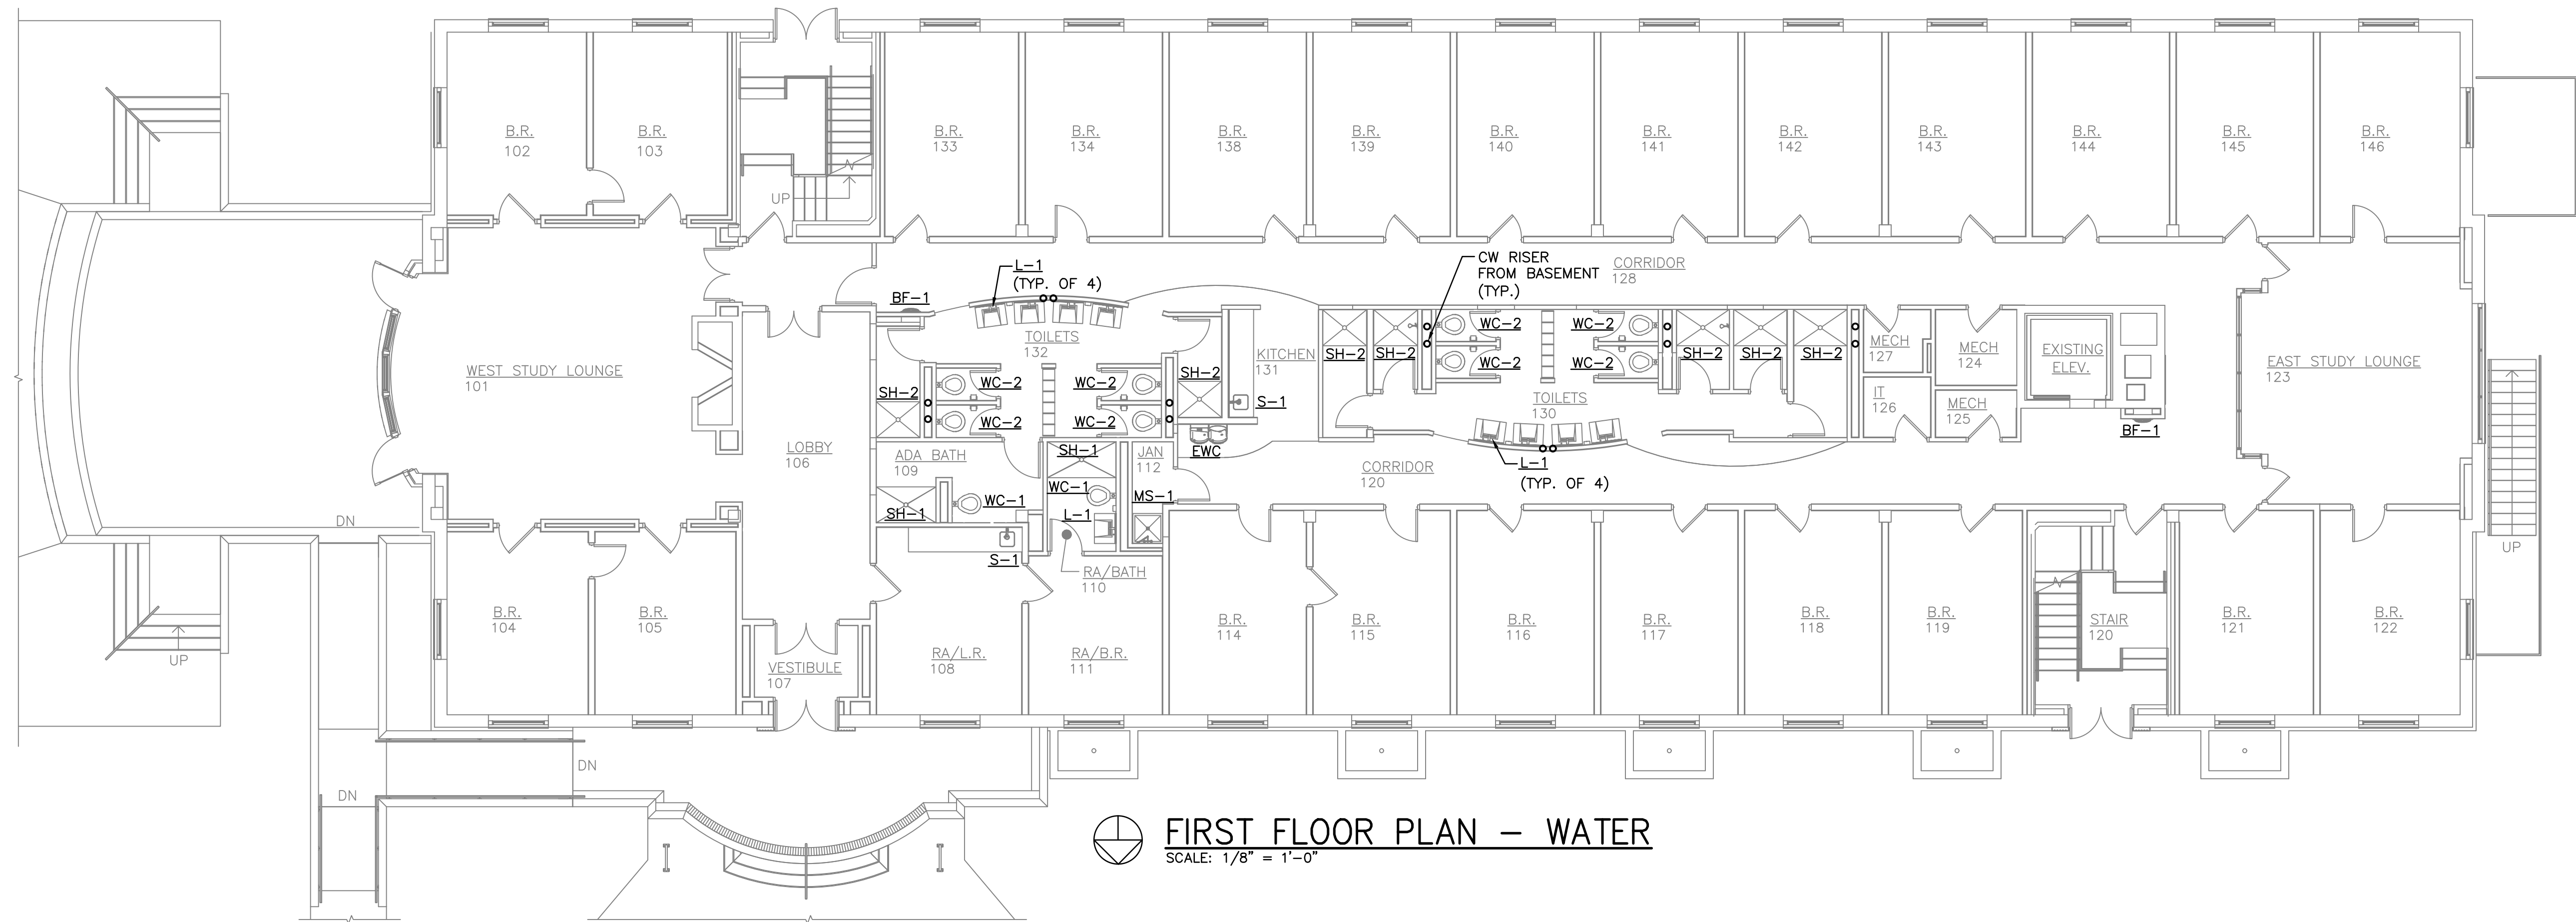 B.R.
102
B.R.
103
UP
B.R.
133
B.R.
134
B.R.
138
B.R.
139
B.R.
140
B.R.
141
B.R.
142
B.R.
143
B.R.
144
B.R.
145
B.R.
146
L-1
(TYP. OF 4)
BF-1
CW RISER
FROM BASEMENT
(TYP.)
CORRIDOR
128
WEST STUDY LOUNGE
101
LOBBY
106
TOILETS
132
SH-2
WC-2
WC-2
WC-2
WC-2
SH-2
KITCHEN
131
S-1
EWC
SH-2
SH-2
WC-2
WC-2
WC-2
WC-2
SH-2
SH-2
SH-2
TOILETS
130
L-1
(TYP. OF 4)
MECH
127
MECH
124
IT
126
MECH
125
EXISTING
ELEV.
BF-1
EAST STUDY LOUNGE
123
UP
ADA BATH
109
SH-1
WC-1
SH-1
WC-1
L-1
JAN
112
MS-1
CORRIDOR
120
DN
B.R.
104
B.R.
105
UP
VESTIBULE
107
S-1
RA/BATH
110
RA/L.R.
108
RA/B.R.
111
B.R.
114
B.R.
115
B.R.
116
B.R.
117
B.R.
118
B.R.
119
STAIR
120
B.R.
121
B.R.
122
DN
DN
FIRST FLOOR PLAN - WATER
SCALE: 1/8" = 1'-0"